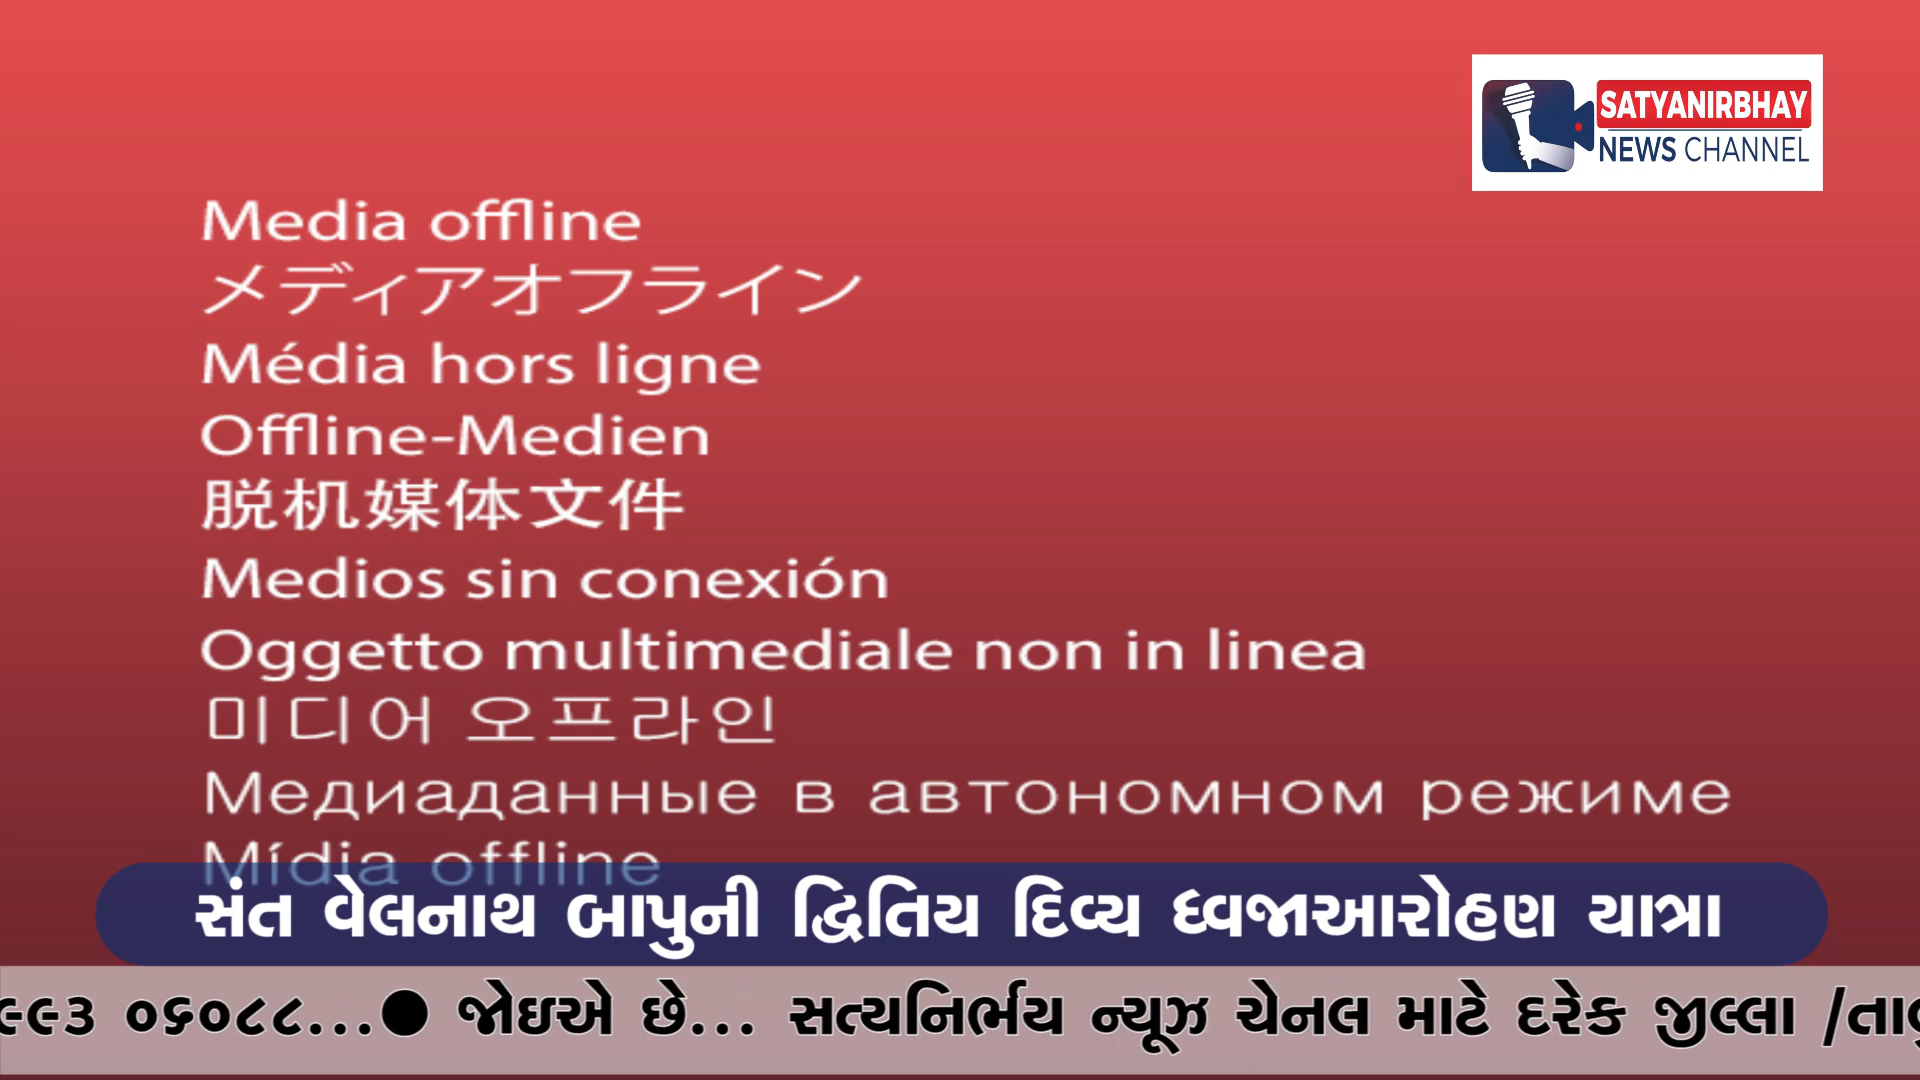 SATYANIRBHAY
NEWS CHANNEL
Media offline
メディアオフライン
Média hors ligne
Offline-Medien
脱机媒体文件
Medios sin conexión
Oggetto multimediale non in linea
미디어 오프라인
Медиаданные в автономном режиме
Mídia offline
સંત વેલનાથ બાપુની દ્વિતિય દિવ્ય ધ્વજાઆરોહણ યાત્રા
૯૯૩ ૦૬૦૮૮...● જોઇએ છે... સત્યનિર્ભય ન્યૂઝ ચેનલ માટે દરેક જીલ્લા /